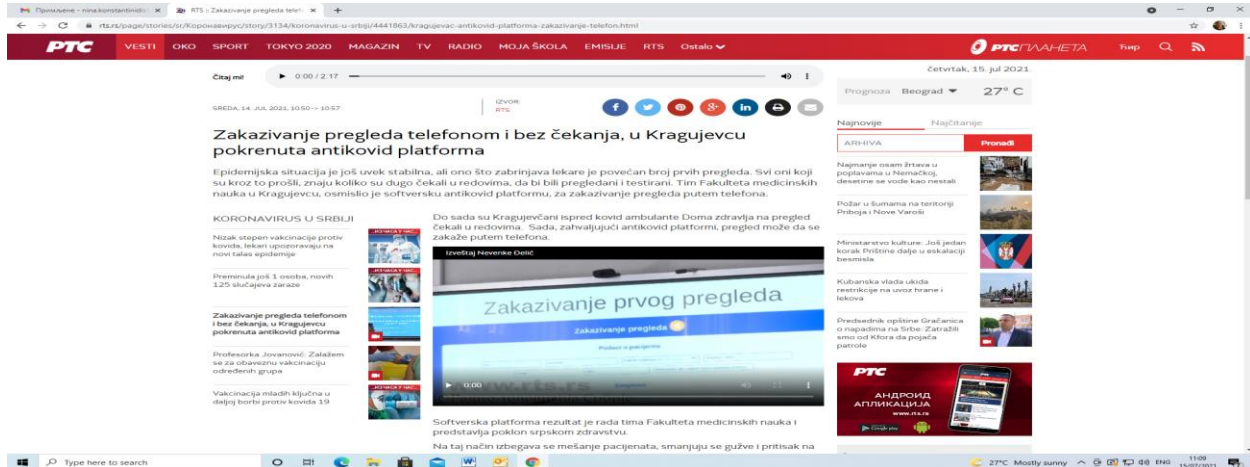 Примљене - nina.konstantinidis
RTS :: Zakazivanje pregleda telef
rts.rs/page/stories/sr/Коронавирус/story/3134/koronavirus-u-srbiji/4441863/kragujevac-antikovid-platforma-zakazivanje-telefon.html
РТС VESTI OKO SPORT TOKYO 2020 MAGAZIN TV RADIO MOJA ŠKOLA EMISIJE RTS Ostalo РТС ПЛАНЕТА Ћир
Čitaj mi!
0:00 / 2:17
SREDA, 14. JUL 2021, 10:50 -> 10:57
IZVOR:
RTS
Zakazivanje pregleda telefonom i bez čekanja, u Kragujevcu
pokrenuta antikovid platforma
Epidemijska situacija je još uvek stabilna, ali ono što zabrinjava lekare je povećan broj prvih pregleda. Svi oni koji
su kroz to prošli, znaju koliko su dugo čekali u redovima, da bi bili pregledani i testirani. Tim Fakulteta medicinskih
nauka u Kragujevcu, osmislio je softversku antikovid platformu, za zakazivanje pregleda putem telefona.
KORONAVIRUS U SRBIJI
Nizak stepen vakcinacije protiv
kovida, lekari upozoravaju na
novi talas epidemije
Preminula još 1 osoba, novih
125 slučajeva zaraze
Zakazivanje pregleda telefonom
i bez čekanja, u Kragujevcu
pokrenuta antikovid platforma
Profesorka Jovanović: Zalažem
se za obaveznu vakcinaciju
određenih grupa
Vakcinacija mladih ključna u
daljoj borbi protiv kovida 19
Do sada su Kragujevčani ispred kovid ambulante Doma zdravlja na pregled
čekali u redovima. Sada, zahvaljujući antikovid platformi, pregled može da se
zakaže putem telefona.
Izveštaj Nevenke Delić
Zakazivanje prvog pregleda
Zakazivanje pregleda
Podaci o pacijentu
0:00
www.rts.rs
Softverska platforma rezultat je rada tima Fakulteta medicinskih nauka i
predstavlja poklon srpskom zdravstvu.
Na taj način izbegava se mešanje pacijenata, smanjuju se gužve i pritisak na
četvrtak, 15. jul 2021.
Prognoza Beograd 27° C
Najnovije Najčitanije
ARHIVA Pronađi
Najmanje osam žrtava u
poplavama u Nemačkoj,
desetine se vode kao nestali
Požar u šumama na teritoriji
Priboja i Nove Varoši
Ministarstvo kulture: Još jedan
korak Prištine dalje u eskalaciji
besmisla
Kubanska vlada ukida
restrikcije na uvoz hrane i
lekova
Predsednik opštine Gračanica
o napadima na Srbe: Zatražili
smo od Kfora da pojača
patrole
РТС
АНДРОИД
АПЛИКАЦИЈА
www.rts.rs
Google play
Type here to search
27°C Mostly sunny ENG 11:09
15/07/2021